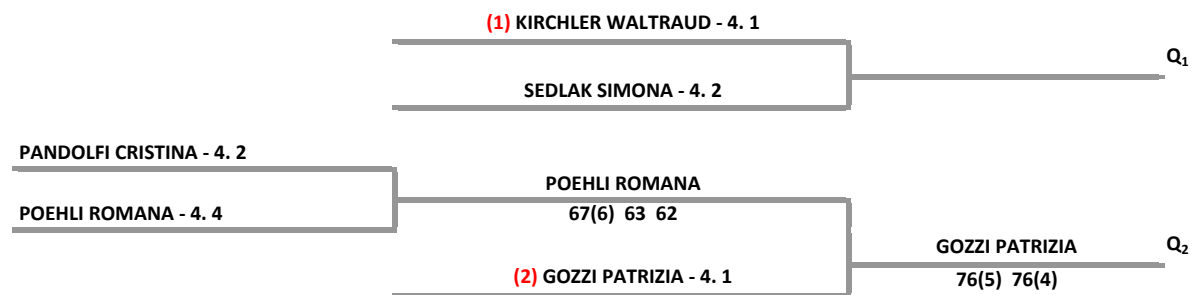 (1) KIRCHLER WALTRAUD - 4. 1
Q1
SEDLAK SIMONA - 4. 2
PANDOLFI CRISTINA - 4. 2
POEHLI ROMANA
67(6) 63 62
POEHLI ROMANA - 4. 4
GOZZI PATRIZIA
Q2
(2) GOZZI PATRIZIA - 4. 1
76(5) 76(4)